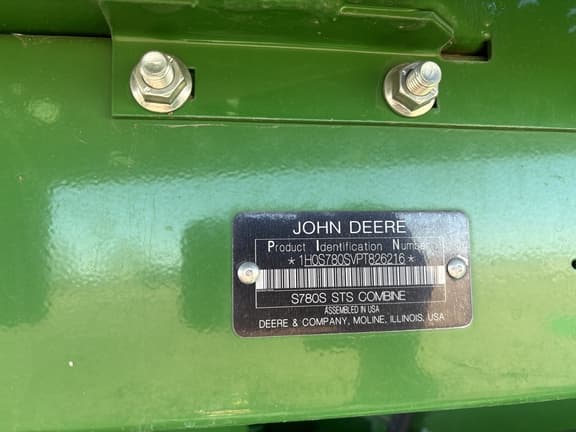 JOHN DEERE
Product Identification Number
*1H0S780SVPT826216*
S780S STS COMBINE
ASSEMBLED IN USA
DEERE & COMPANY, MOLINE, ILLINOIS, USA